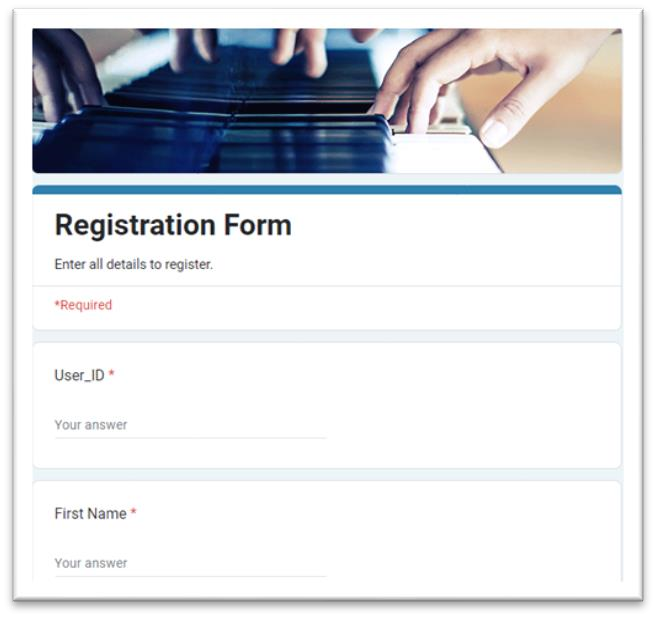 Registration Form
Enter all details to register.
*Required
User_ID *
Your answer
First Name *
Your answer